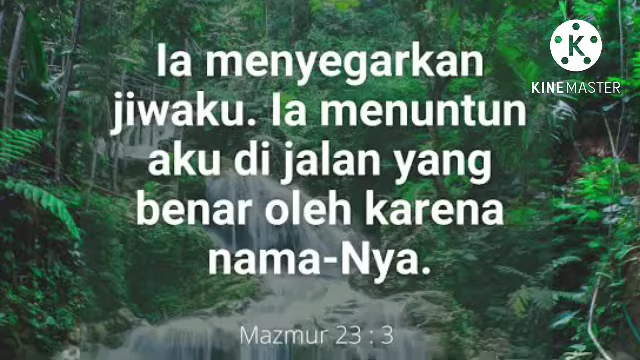 Ia menyegarkan
jiwaku. Ia menuntun
aku di jalan yang
benar oleh karena
nama-Nya.
Mazmur 23 : 3
K
KINEMASTER